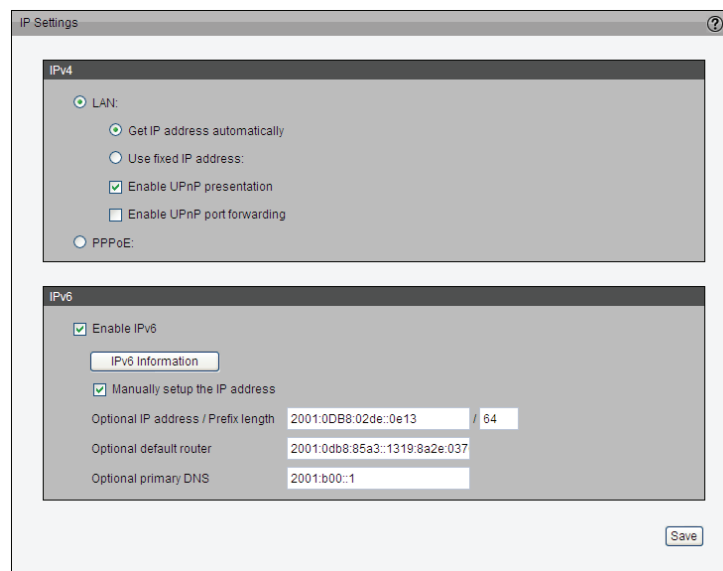 IP Settings
?
IPv4
LAN:
Get IP address automatically
Use fixed IP address:
Enable UPnP presentation
Enable UPnP port forwarding
PPPoE:
IPv6
Enable IPv6
IPv6 Information
Manually setup the IP address
Optional IP address / Prefix length 2001:0DB8:02de::0e13 / 64
Optional default router 2001:0db8:85a3::1319:8a2e:037
Optional primary DNS 2001:b00::1
Save